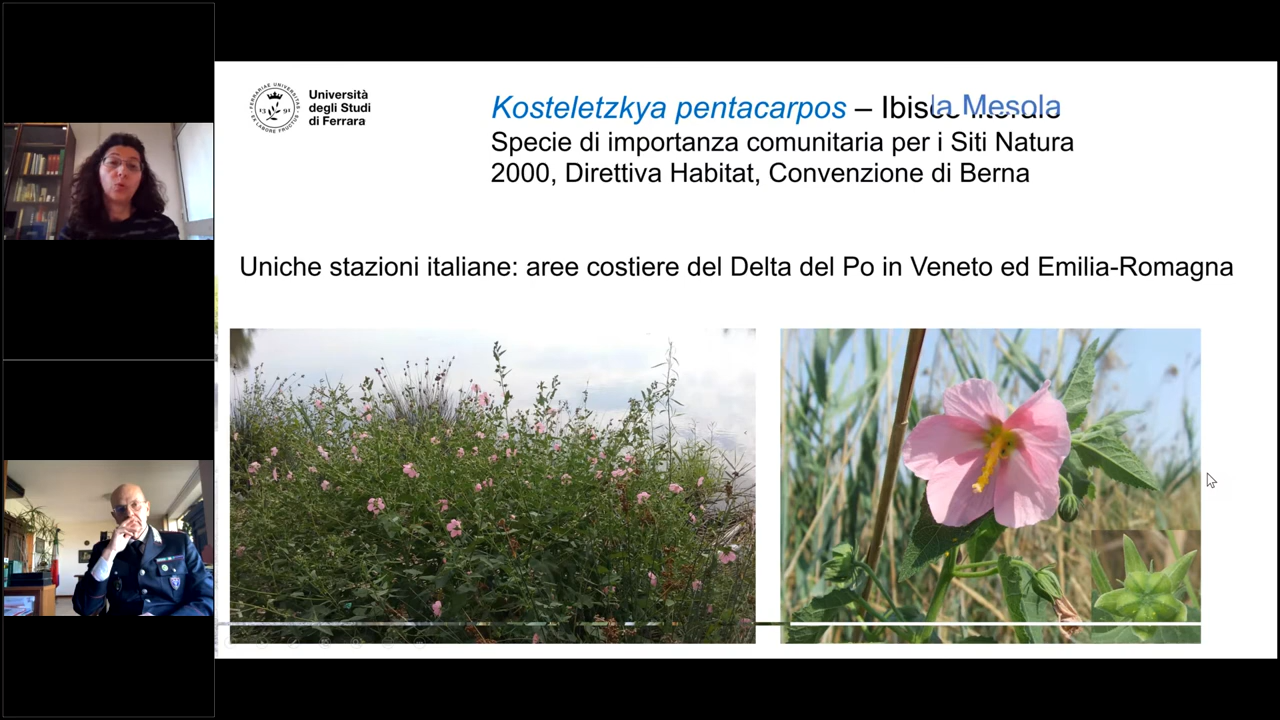 Università
degli Studi
di Ferrara
Kosteletzkya pentacarpos – Ibisc
la Mesola
Specie di importanza comunitaria per i Siti Natura
2000, Direttiva Habitat, Convenzione di Berna
Uniche stazioni italiane: aree costiere del Delta del Po in Veneto ed Emilia-Romagna